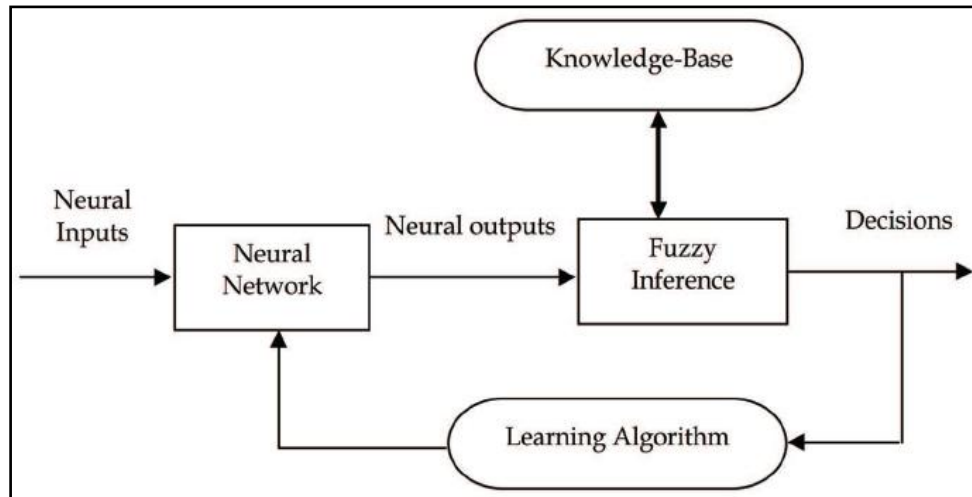 Knowledge-Base
Neural
Inputs
Neural
Network
Neural outputs
Fuzzy
Inference
Decisions
Learning Algorithm